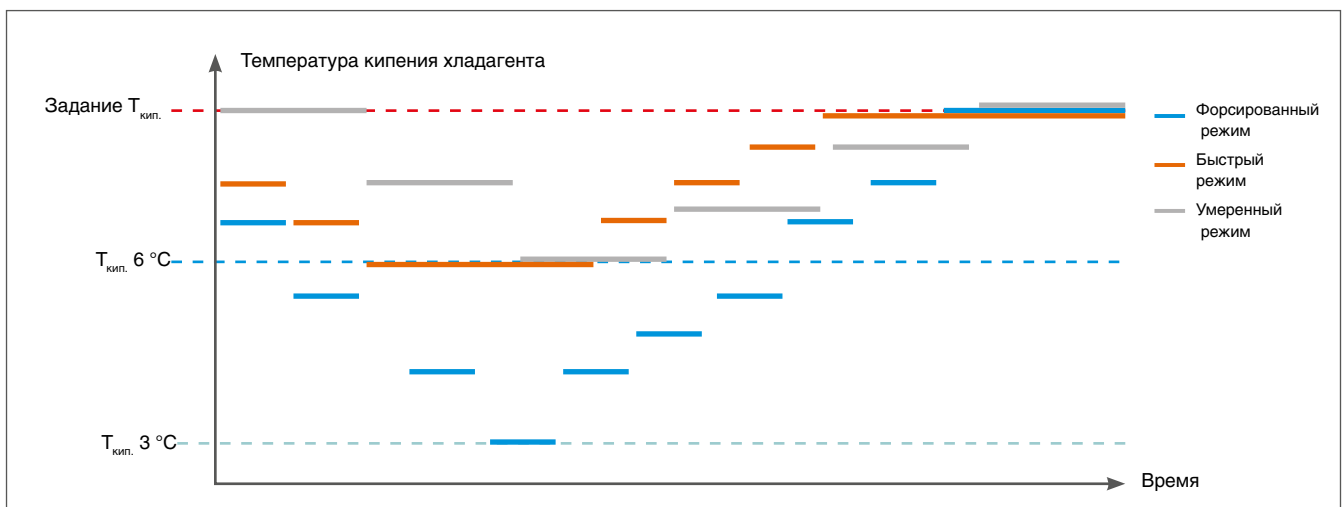 Температура кипения хладагента
Задание Ткип.
Форсированный
режим
Быстрый
режим
Умеренный
режим
Ткип. 6 °C
Ткип. 3 °C
Время